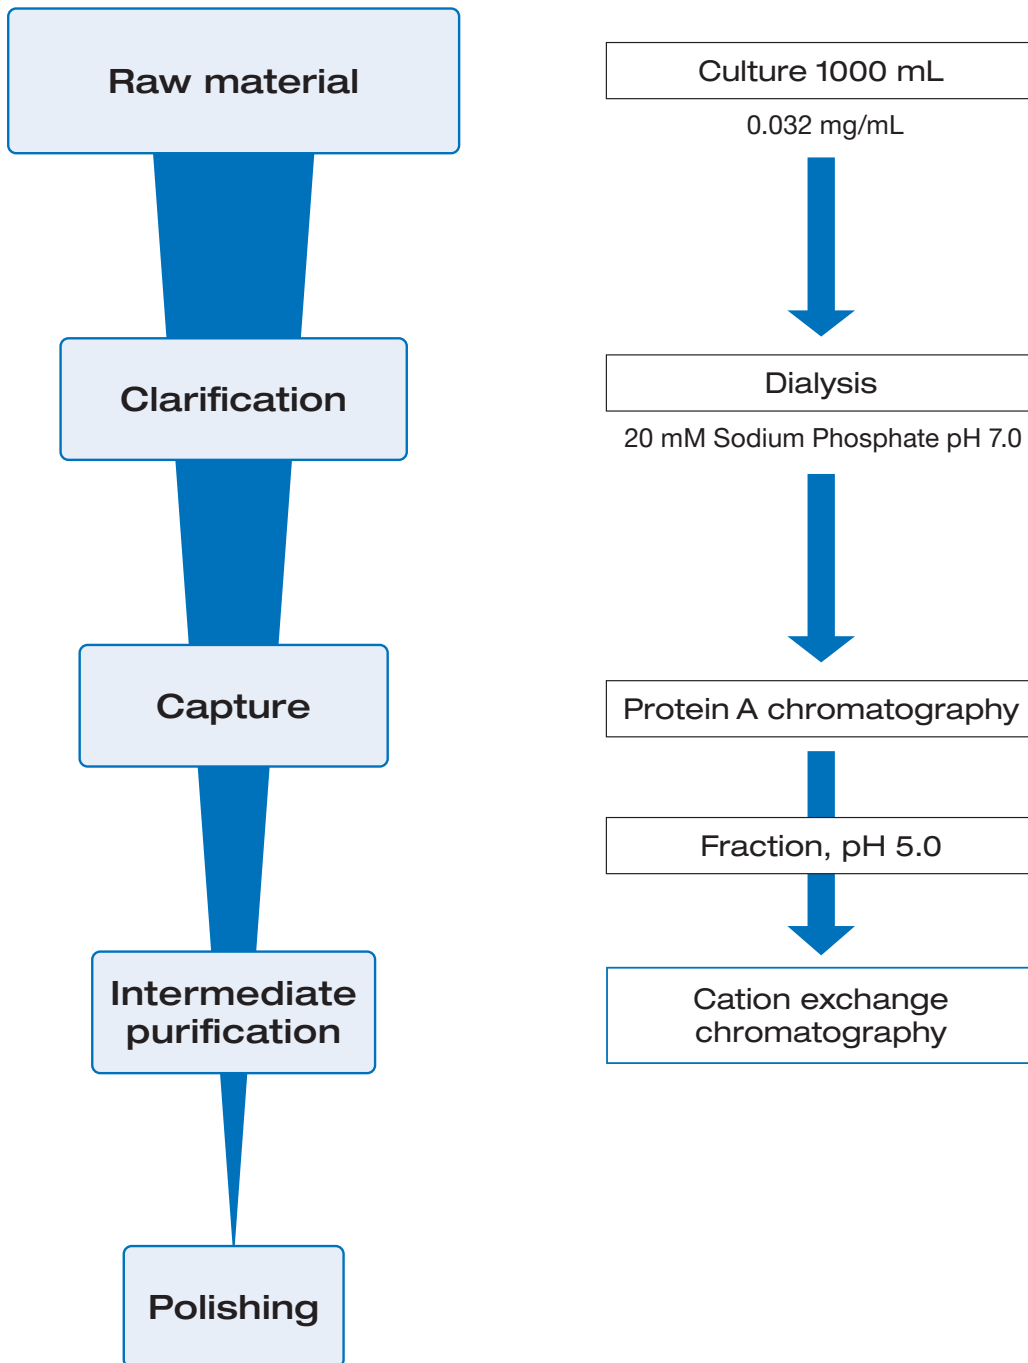 Raw material
Culture 1000 mL
0.032 mg/mL
Clarification
Dialysis
20 mM Sodium Phosphate pH 7.0
Capture
Protein A chromatography
Fraction, pH 5.0
Intermediate
purification
Cation exchange
chromatography
Polishing